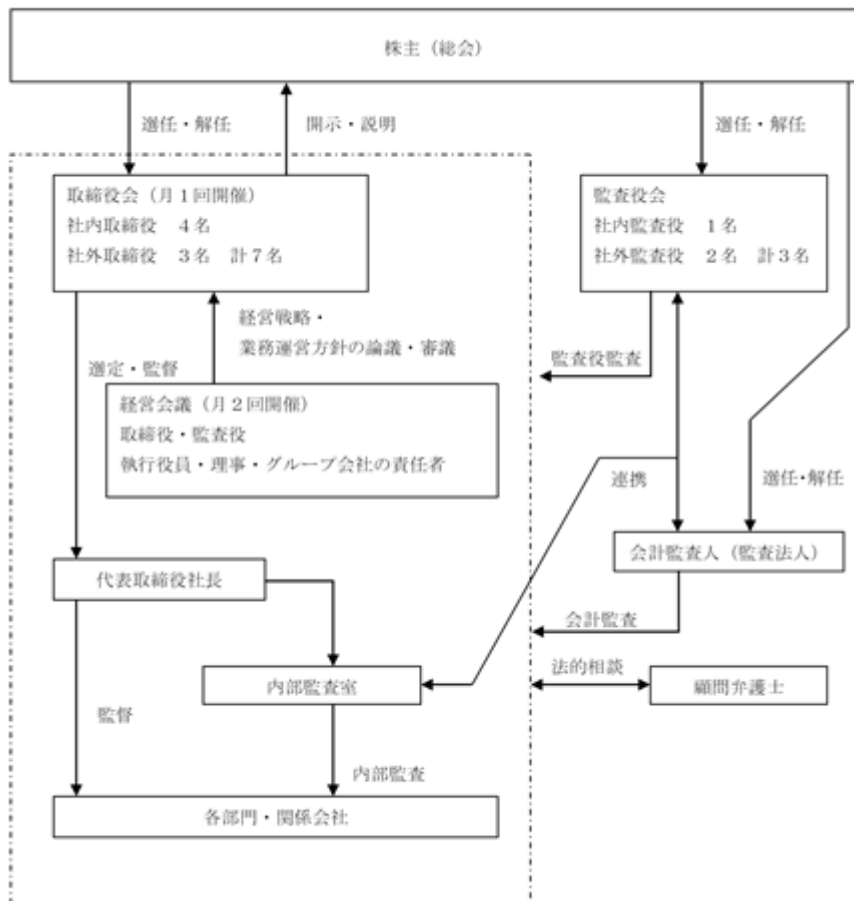 株主（総会）
選任・解任
開示・説明
選任・解任
取締役会（月１回開催）
社内取締役　４名
社外取締役　３名　計７名
監査役会
社内監査役　１名
社外監査役　２名　計３名
経営戦略・
業務運営方針の論議・審議
監査役監査
選定・監督
経営会議（月２回開催）
取締役・監査役
執行役員・理事・グループ会社の責任者
連携
選任・解任
会計監査人（監査法人）
代表取締役社長
会計監査
法的相談
内部監査室
顧問弁護士
監督
内部監査
各部門・関係会社